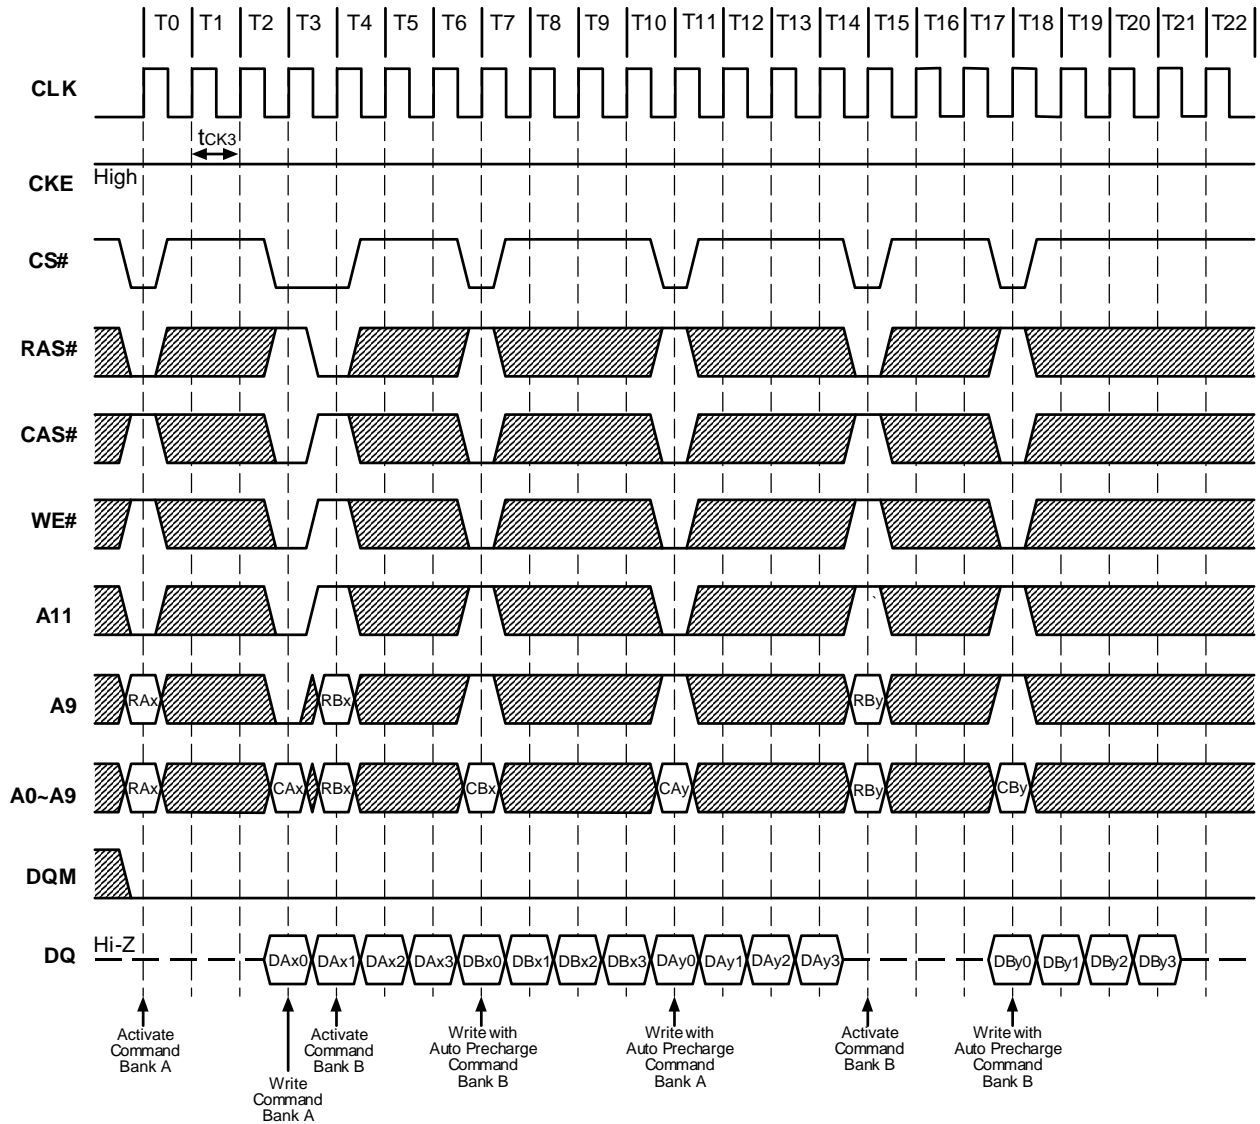 T0 T1 T2 T3 T4 T5 T6 T7 T8 T9 T10 T11 T12 T13 T14 T15 T16 T17 T18 T19 T20 T21 T22
CLK
tCK3
High
CKE
CS#
RAS#
CAS#
WE#
A11
A9
RAx RBx RBy
A0~A9
RAx CAx RBx CBx CAy RBy CBy
DQM
DQ
Hi-Z
DAx0 DAx1 DAx2 DAx3 DBx0 DBx1 DBx2 DBx3 DAy0 DAy1 DAy2 DAy3 DBy0 DBy1 DBy2 DBy3
Activate
Command
Bank A
Write
Command
Bank A
Activate
Command
Bank B
Write with
Auto Precharge
Command
Bank B
Write with
Auto Precharge
Command
Bank A
Activate
Command
Bank B
Write with
Auto Precharge
Command
Bank B